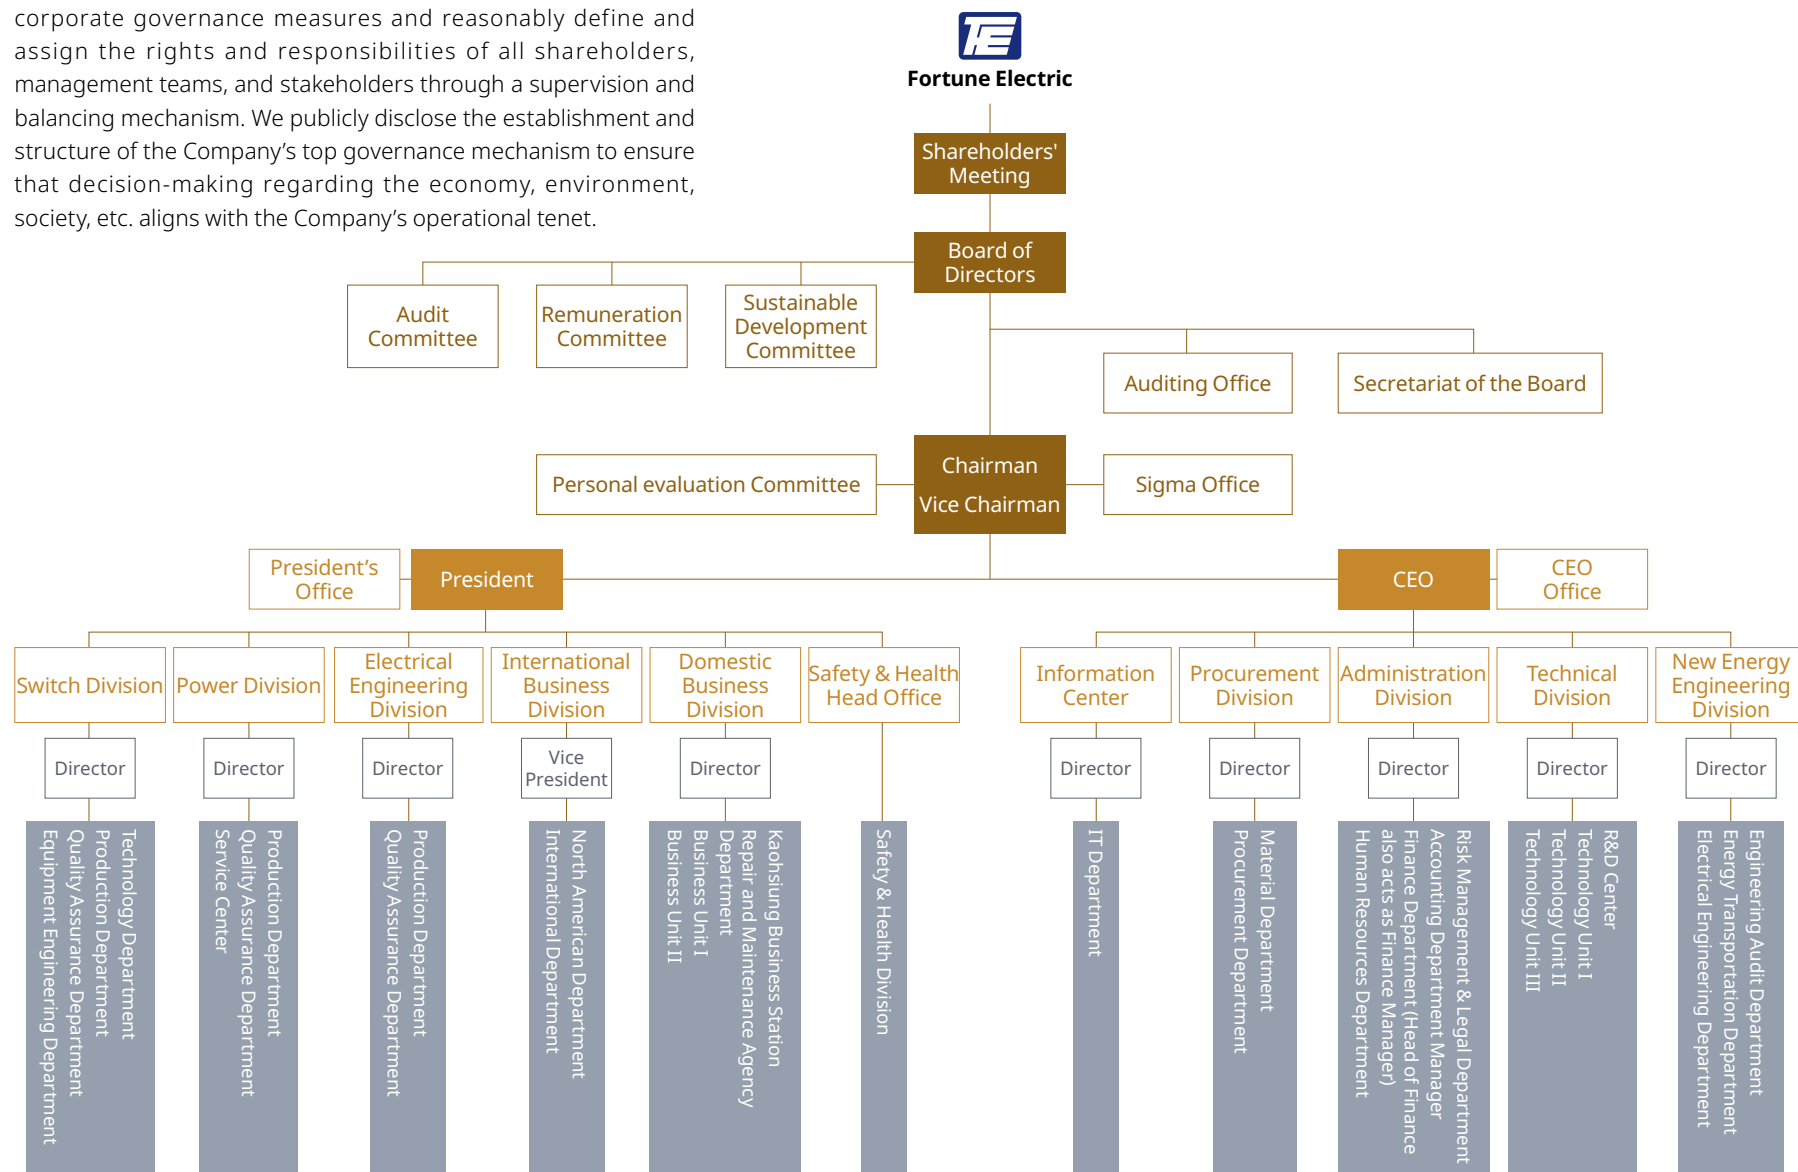 corporate governance measures and reasonably define and
assign the rights and responsibilities of all shareholders,
management teams, and stakeholders through a supervision and
balancing mechanism. We publicly disclose the establishment and
structure of the Company’s top governance mechanism to ensure
that decision-making regarding the economy, environment,
society, etc. aligns with the Company’s operational tenet.
Fortune Electric
Shareholders'
Meeting
Board of
Directors
Audit
Committee
Remuneration
Committee
Sustainable
Development
Committee
Auditing Office
Secretariat of the Board
Personal evaluation Committee
Chairman
Vice Chairman
Sigma Office
President’s
Office
President
CEO
CEO
Office
Switch Division
Power Division
Electrical
Engineering
Division
International
Business
Division
Domestic
Business
Division
Safety & Health
Head Office
Information
Center
Procurement
Division
Administration
Division
Technical
Division
New Energy
Engineering
Division
Director
Director
Director
Vice
President
Director
Director
Director
Director
Director
Director
Technology Department
Production Department
Quality Assurance Department
Equipment Engineering Department
Production Department
Quality Assurance Department
Service Center
Production Department
Quality Assurance Department
North American Department
International Department
Kaohsiung Business Station
Repair and Maintenance Agency
Department
Business Unit I
Business Unit II
Safety & Health Division
IT Department
Material Department
Procurement Department
Risk Management & Legal Department
Accounting Department Manager
Finance Department (Head of Finance
also acts as Finance Manager)
Human Resources Department
R&D Center
Technology Unit I
Technology Unit II
Technology Unit III
Engineering Audit Department
Energy Transportation Department
Electrical Engineering Department